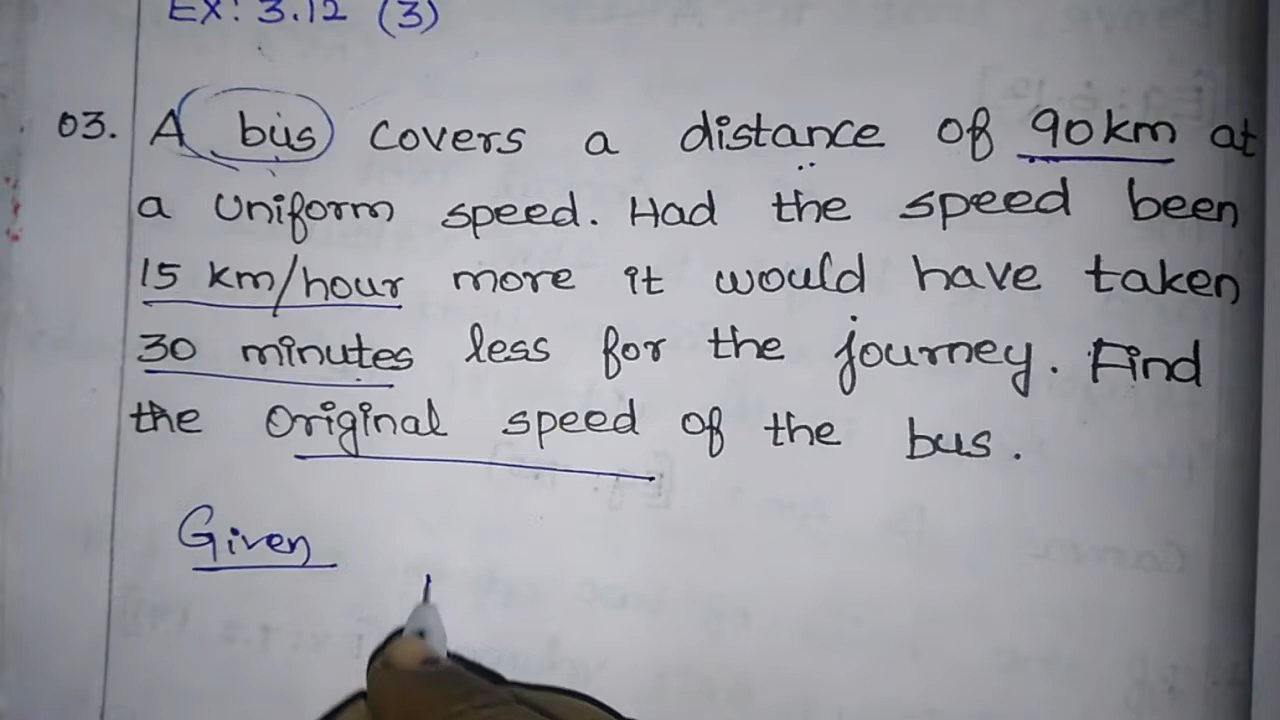 Ex: 3.12 (3)
03. A bus covers a distance of 90km at
a uniform speed. Had the speed been
15 km/hour more it would have taken
30 minutes less for the journey. Find
the original speed of the bus.
Given